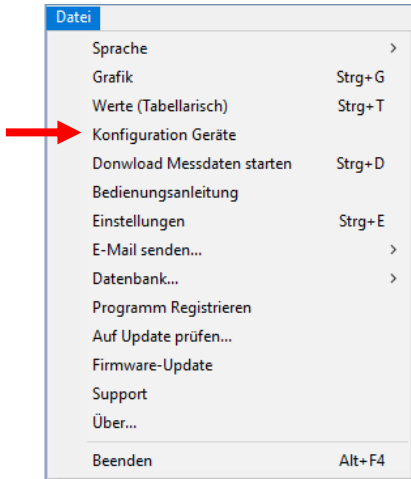 Datei
Sprache >
Grafik Strg+G
Werte (Tabellarisch) Strg+T
Konfiguration Geräte
Donwload Messdaten starten Strg+D
Bedienungsanleitung
Einstellungen Strg+E
E-Mail senden... >
Datenbank... >
Programm Registrieren
Auf Update prüfen...
Firmware-Update
Support
Über...
Beenden Alt+F4